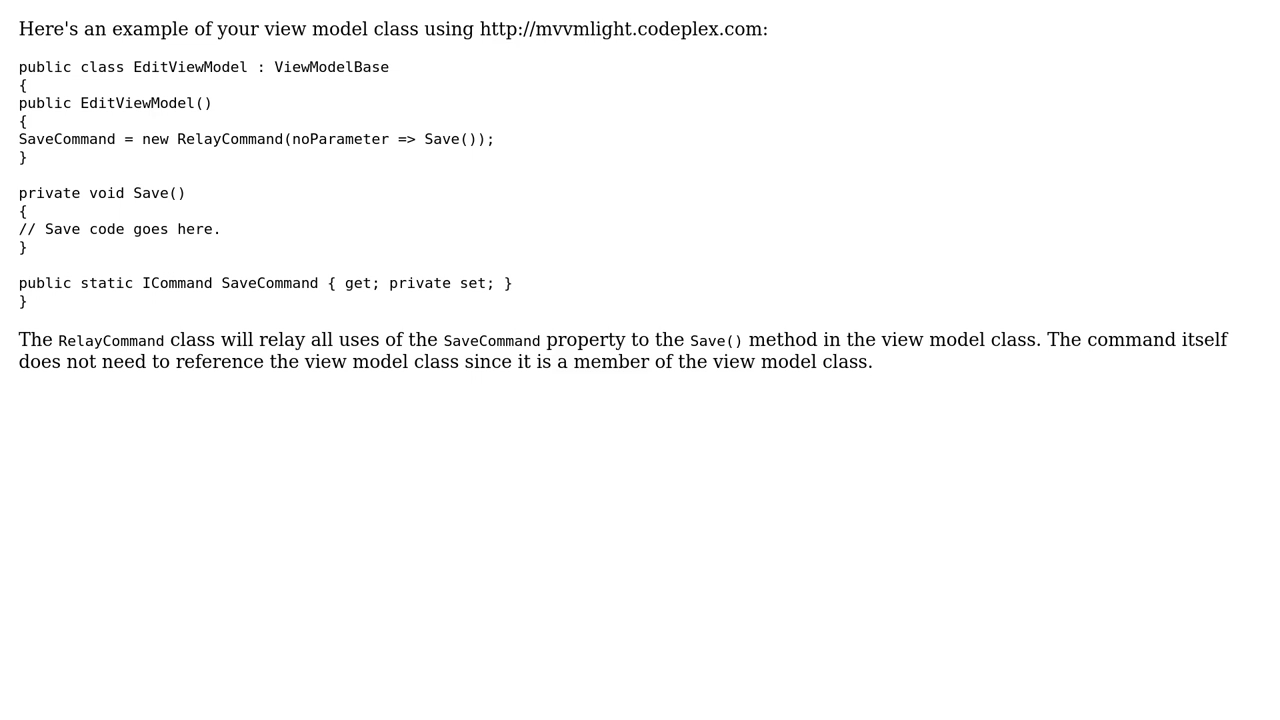 Here's an example of your view model class using http://mvvmlight.codeplex.com:
public class EditViewModel : ViewModelBase
{
public EditViewModel()
{
SaveCommand = new RelayCommand(noParameter => Save());
}
private void Save()
{
// Save code goes here.
}
public static ICommand SaveCommand { get; private set; }
}
The RelayCommand class will relay all uses of the SaveCommand property to the Save() method in the view model class. The command itself
does not need to reference the view model class since it is a member of the view model class.